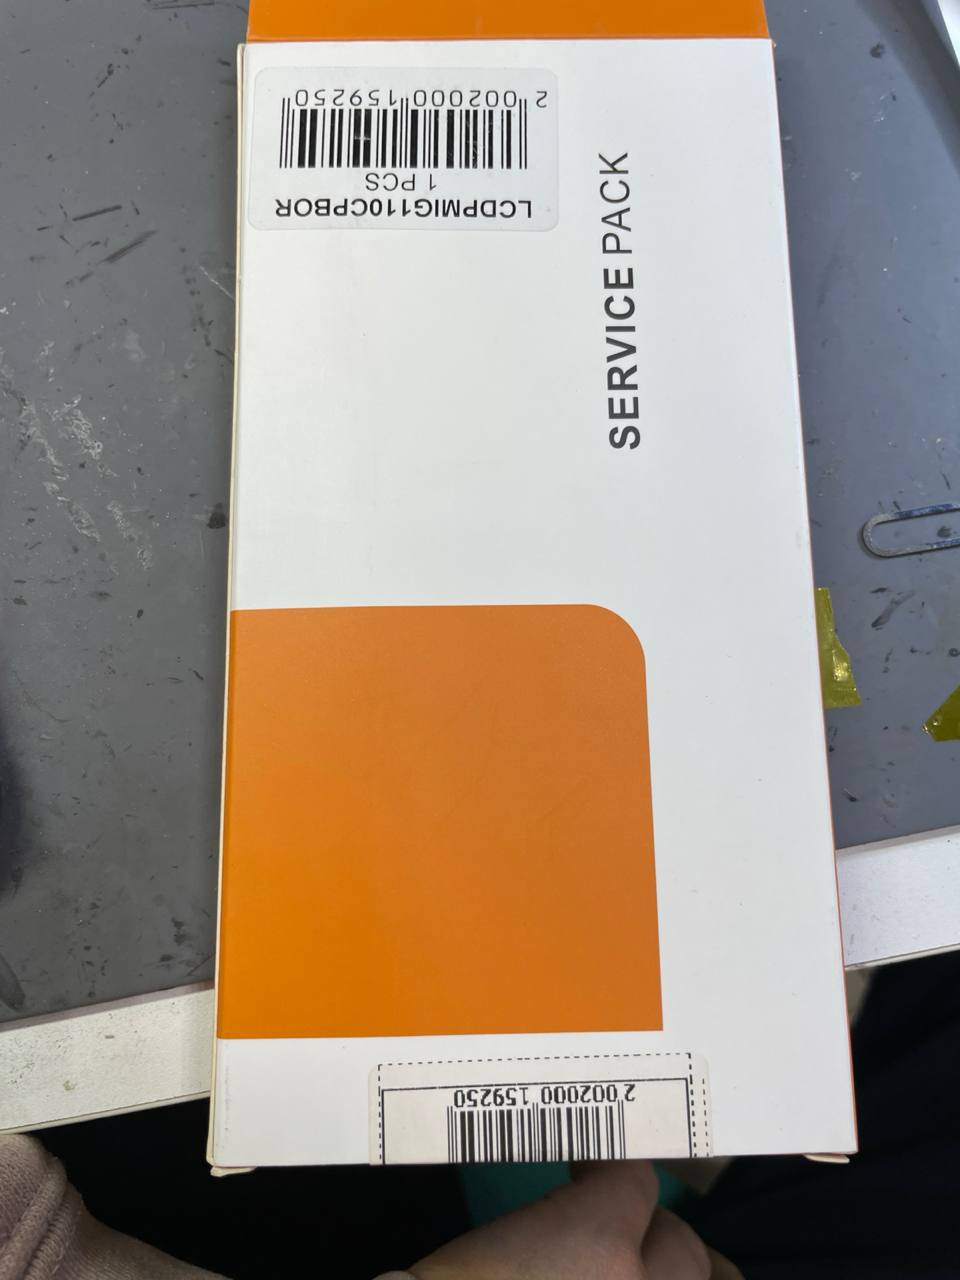 LCDPMIG110CPBOR
1 PCS
2 002000 159250
SERVICE PACK
2 002000 159250